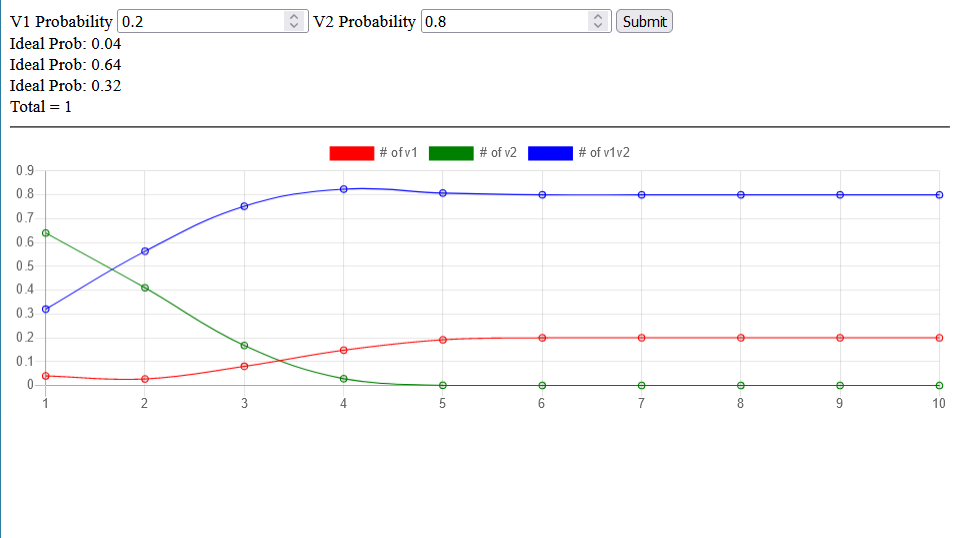 V1 Probability 0.2 V2 Probability 0.8 Submit
Ideal Prob: 0.04
Ideal Prob: 0.64
Ideal Prob: 0.32
Total = 1
# of v1 # of v2 # of v1v2
0.9
0.8
0.7
0.6
0.5
0.4
0.3
0.2
0.1
0
1 2 3 4 5 6 7 8 9 10